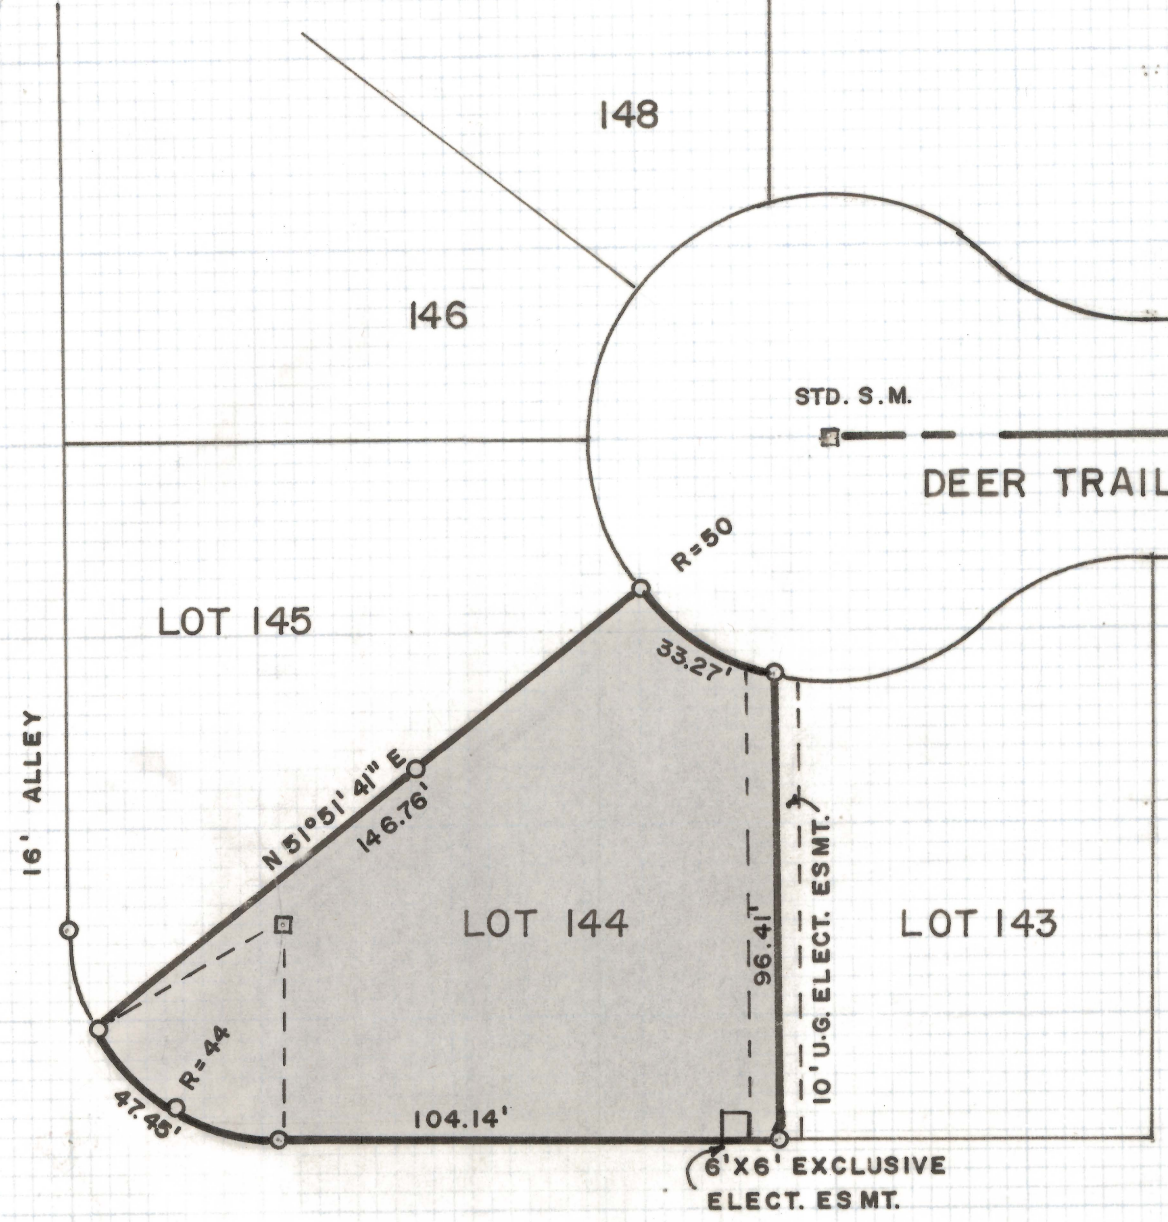 148
146
STD. S.M.
DEER TRAIL
R=50
LOT 145
33.27'
16' ALLEY
N 51°51' 41" E
146.76'
LOT 144
96.41'
10' U.G. ELECT. ESMT.
LOT 143
R=44
47.45'
104.14'
6'X6' EXCLUSIVE
ELECT. ESMT.